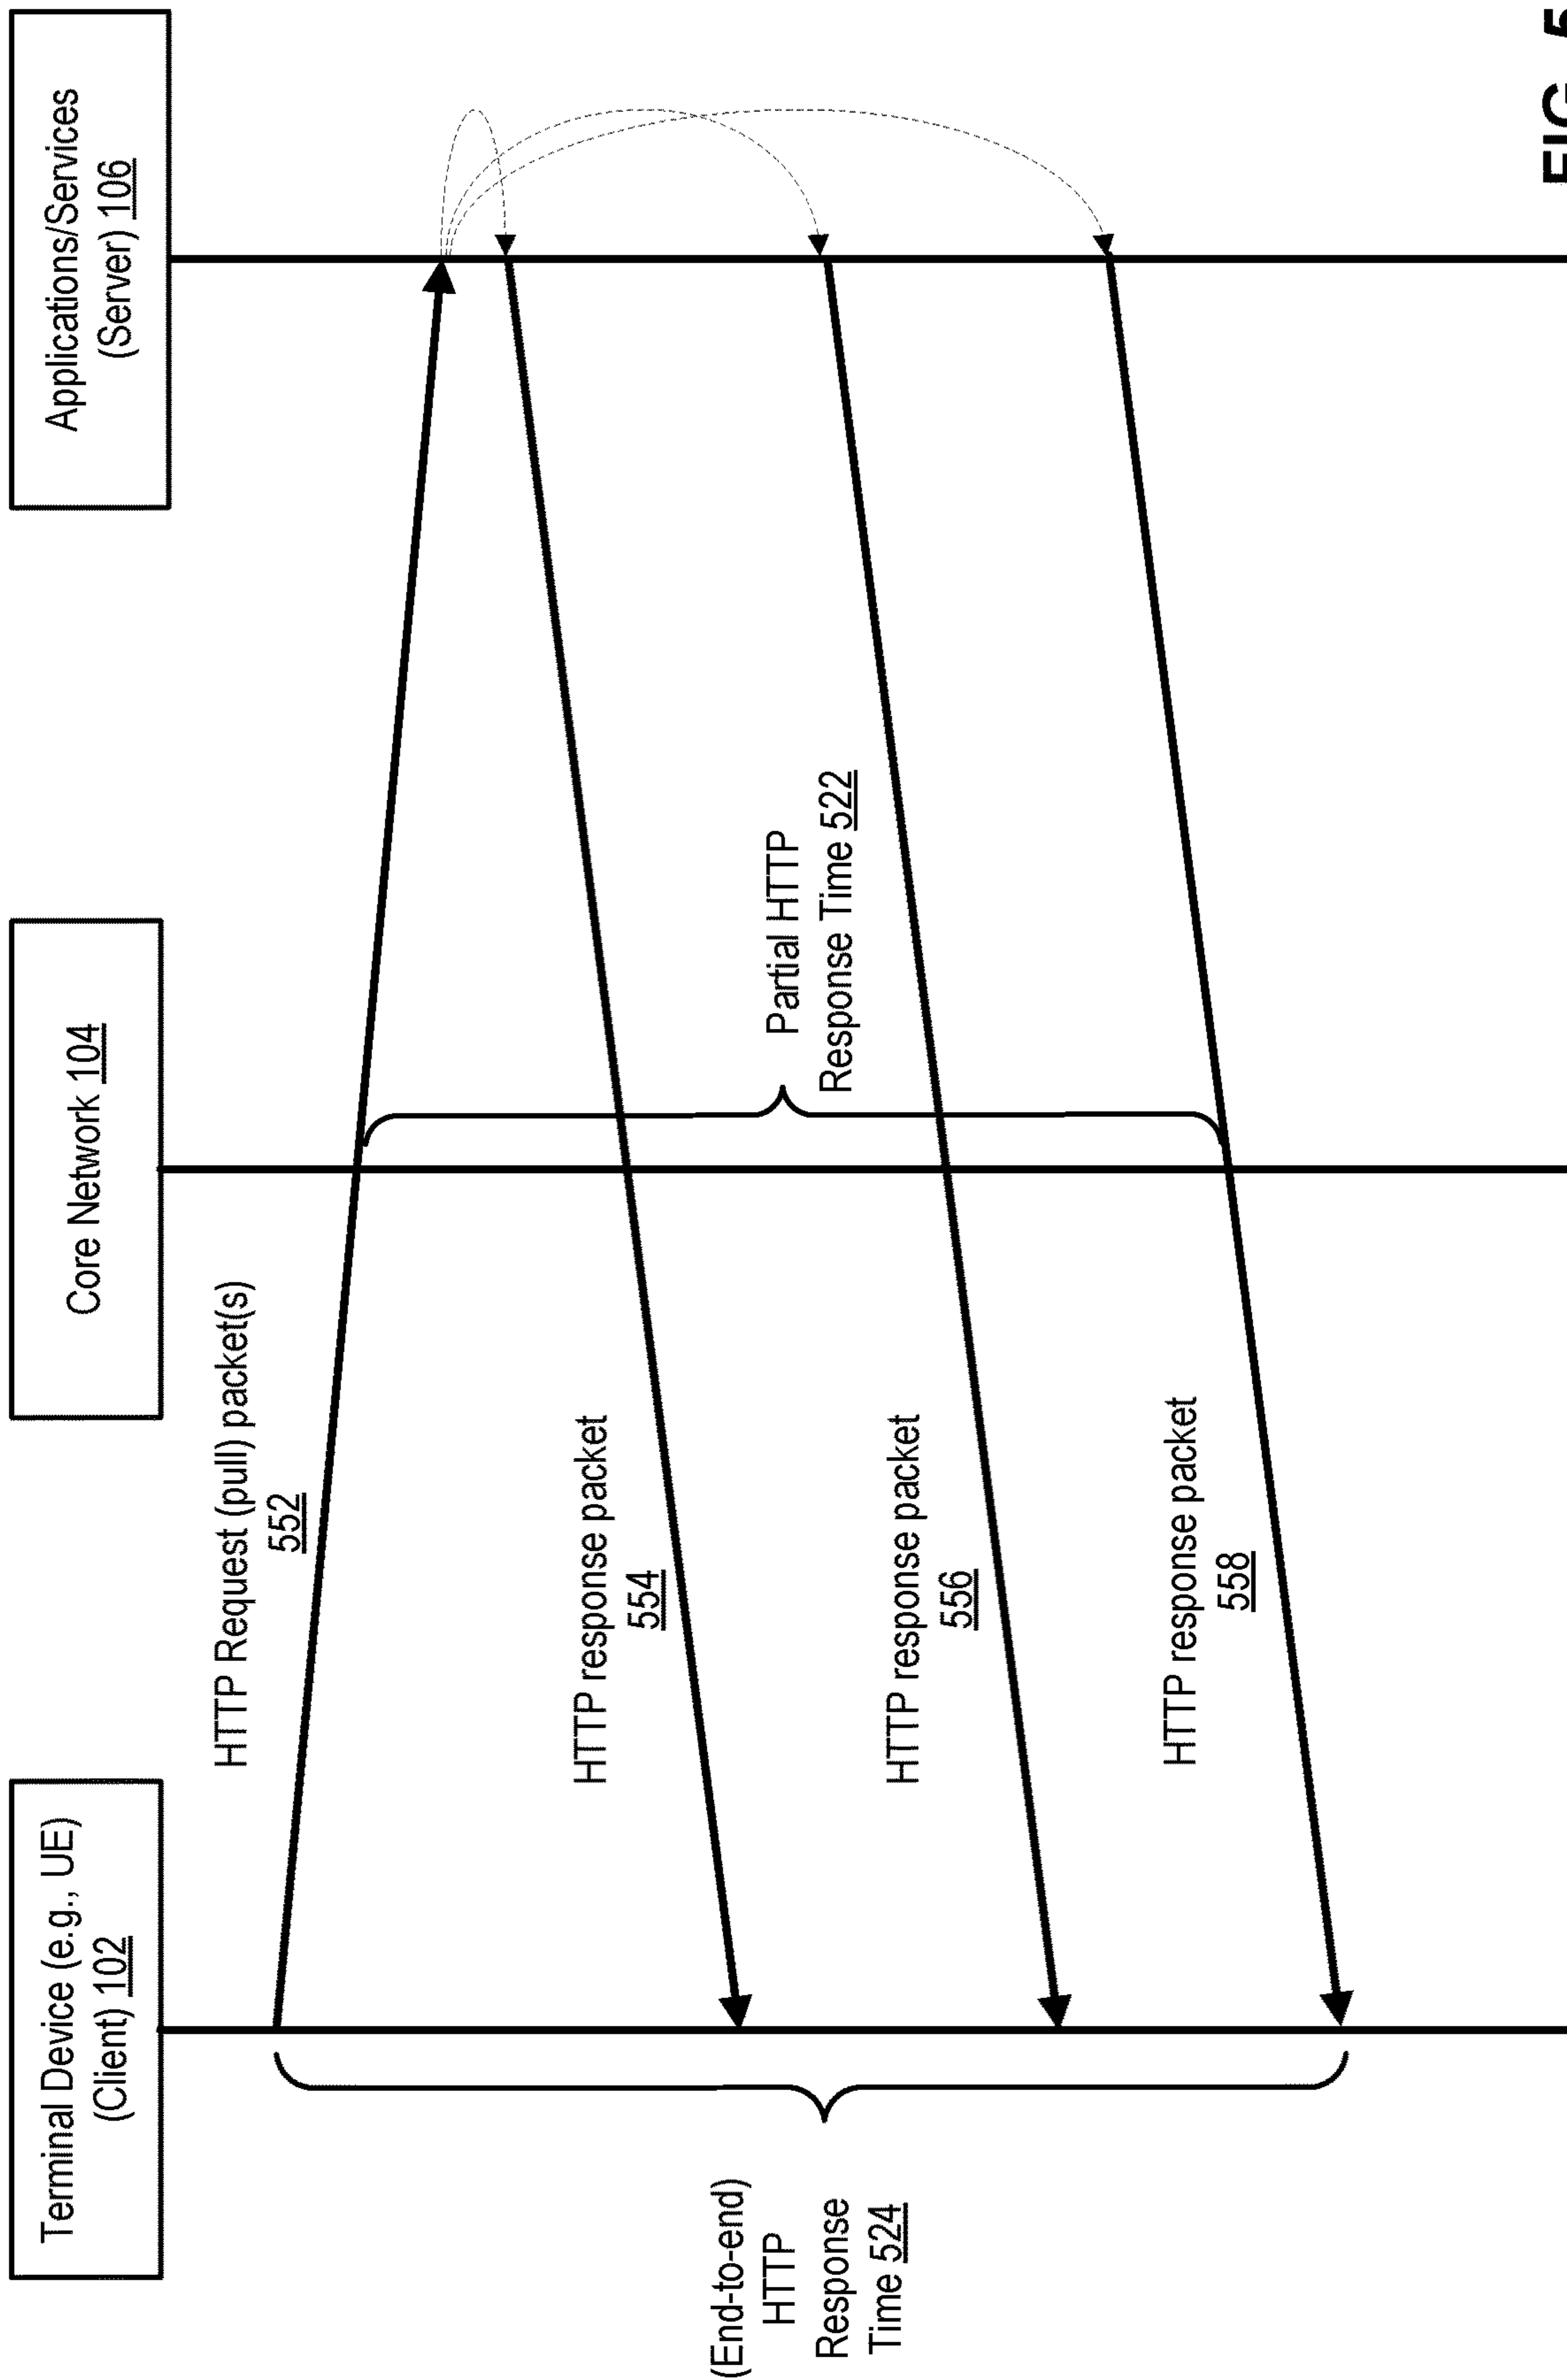 Terminal Device (e.g., UE)
(Client) 102
Core Network 104
Applications/Services
(Server) 106
HTTP Request (pull) packet(s)
552
HTTP response packet
554
HTTP response packet
556
HTTP response packet
558
Partial HTTP
Response Time 522
(End-to-end)
HTTP
Response
Time 524
FIG. 5